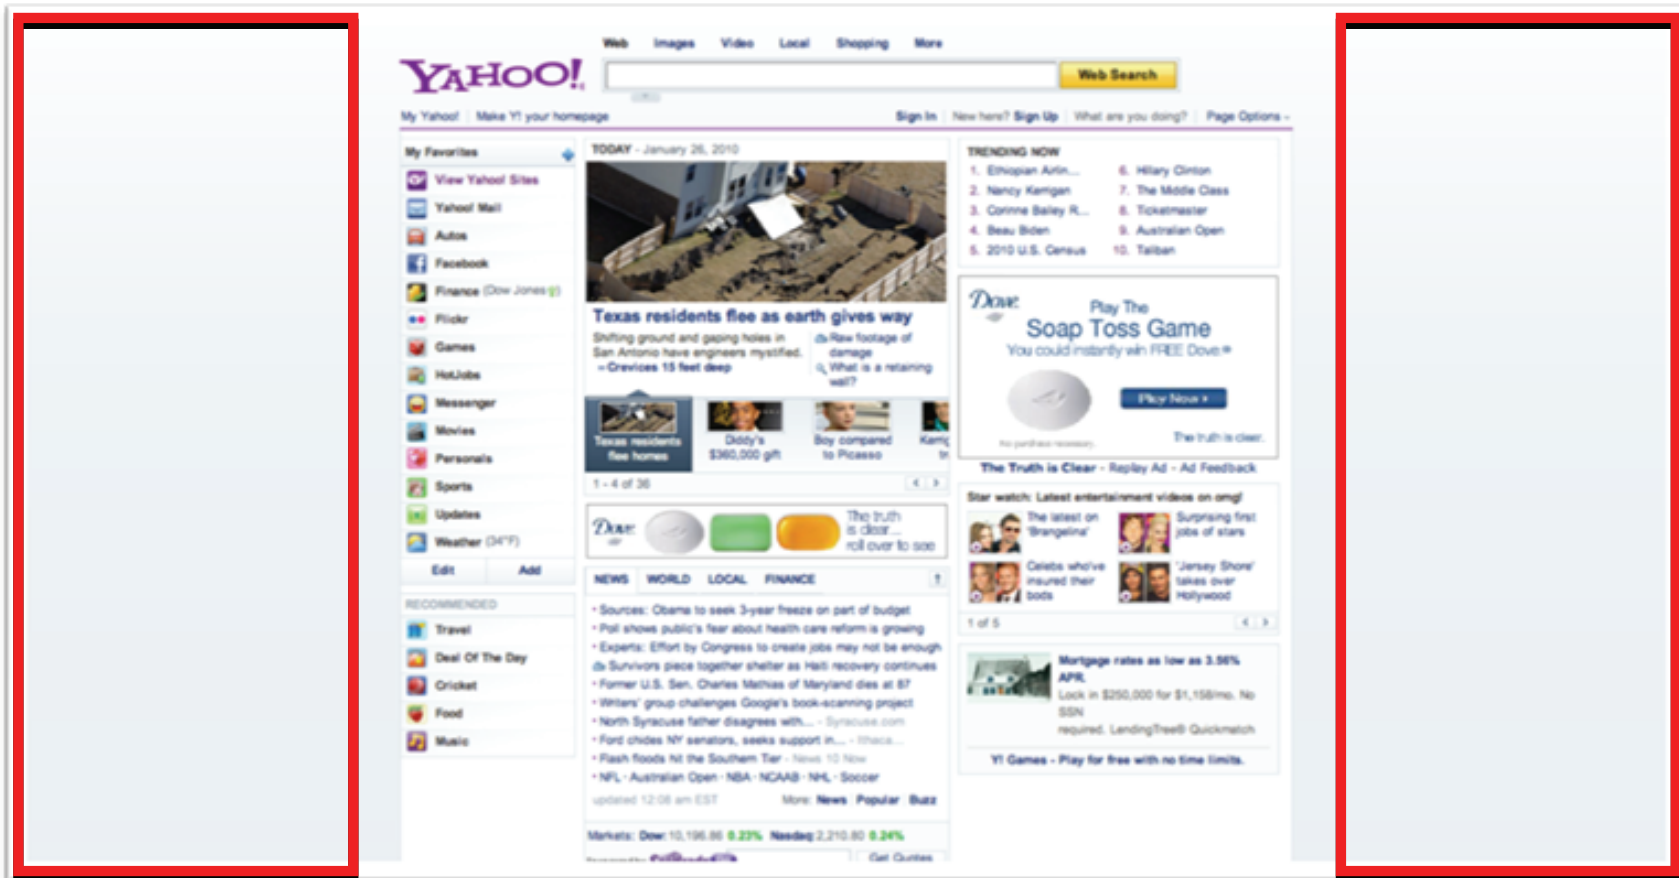 Web Images Video Local Shopping More
YAHOO!
Web Search
My Yahoo! Make Y! your homepage
Sign In New here? Sign Up What are you doing? Page Options
My Favorites
View Yahoo! Sites
Yahoo! Mail
Autos
Facebook
Finance (Dow Jones)
Flickr
Games
HotJobs
Messenger
Movies
Personals
Sports
Updates
Weather (34°F)
Edit Add
RECOMMENDED
Travel
Deal Of The Day
Cricket
Food
Music
TODAY - January 26, 2010
Texas residents flee as earth gives way
Shifting ground and gaping holes in
San Antonio have engineers mystified.
» Crevices 15 feet deep
Raw footage of
damage
What is a retaining
wall?
Texas residents
flee homes
Diddy's
$360,000 gift
Boy compared
to Picasso
1 - 4 of 36
Dove
The truth
is clear...
roll over to see
NEWS WORLD LOCAL FINANCE
• Sources: Obama to seek 3-year freeze on part of budget
• Poll shows public's fear about health care reform is growing
• Experts: Effort by Congress to create jobs may not be enough
Survivors piece together shelter as Haiti recovery continues
• Former U.S. Sen. Charles Mathias of Maryland dies at 87
• Writers' group challenges Google's book-scanning project
• North Syracuse father disagrees with... - Syracuse.com
• Ford chides NY senators, seeks support in... - Ithaca...
• Flash floods hit the Southern Tier - News 10 Now
• NFL · Australian Open · NBA · NCAAB · NHL · Soccer
updated 12:08 am EST More: News Popular Buzz
Markets: Dow: 10,196.86 0.23% Nasdaq: 2,210.80 0.24%
Get Quotes
TRENDING NOW
1. Ethiopian Airlin...
2. Nancy Kerrigan
3. Corinne Bailey R...
4. Beau Biden
5. 2010 U.S. Census
6. Hillary Clinton
7. The Middle Class
8. Ticketmaster
9. Australian Open
10. Taliban
Dove
Play The
Soap Toss Game
You could instantly win FREE Dove®
Play Now
No purchase necessary.
The truth is clear.
The Truth is Clear - Replay Ad - Ad Feedback
Star watch: Latest entertainment videos on omg!
The latest on
'Brangelina'
Surprising first
jobs of stars
Celebs who've
insured their
bods
'Jersey Shore'
takes over
Hollywood
1 of 5
Mortgage rates as low as 3.56%
APR.
Lock in $250,000 for $1,158/mo. No
SSN
required. LendingTree® Quickmatch
Y! Games - Play for free with no time limits.